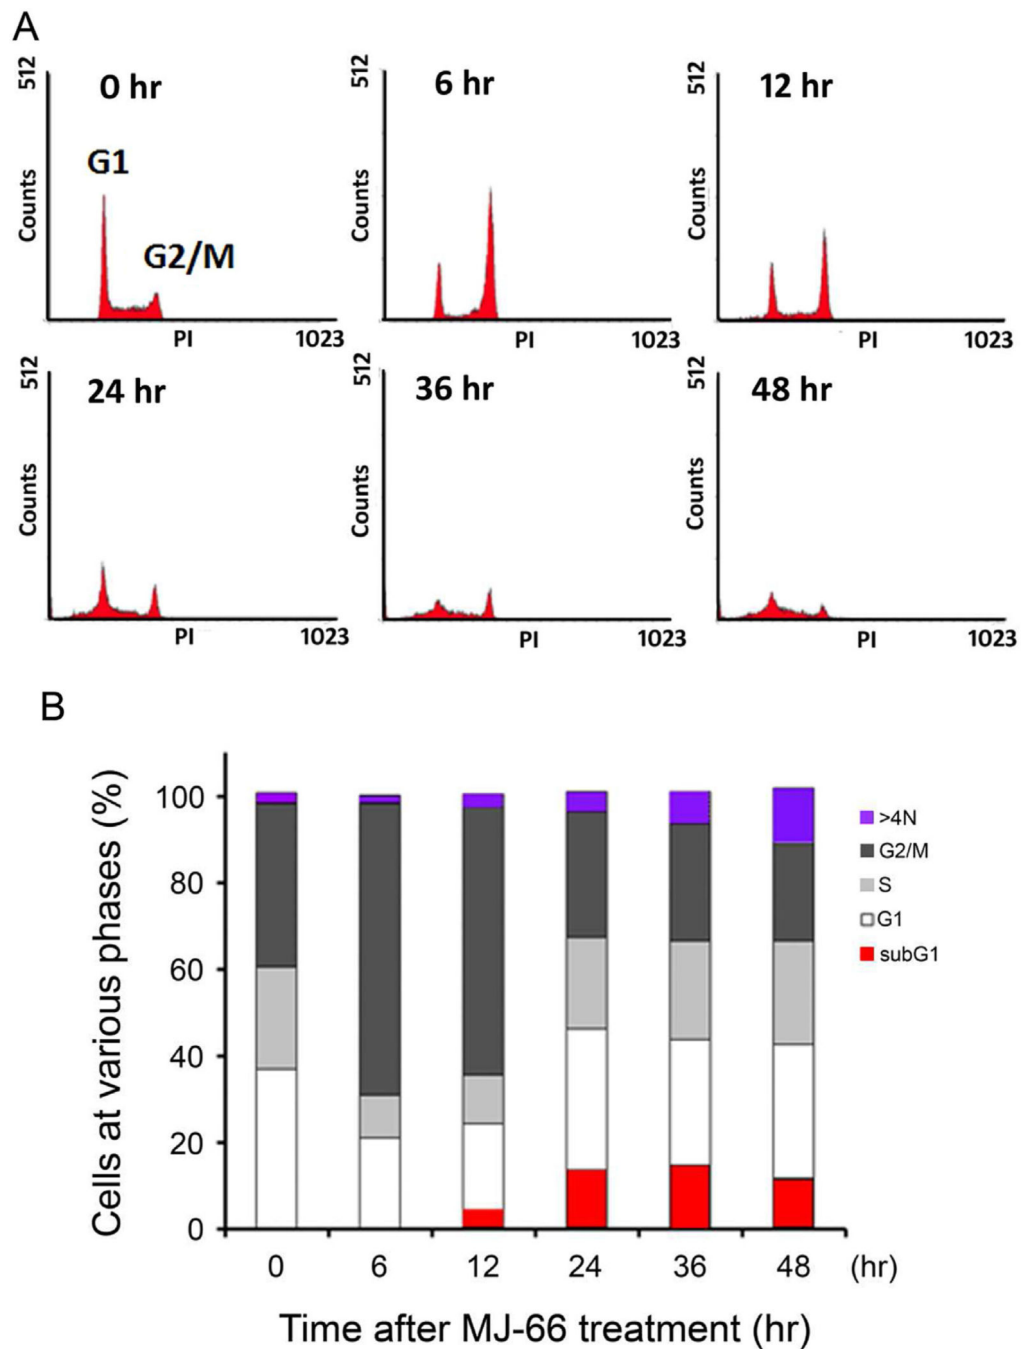 A
512
0 hr
G1
G2/M
Counts
PI
1023
512
6 hr
Counts
PI
1023
512
12 hr
Counts
PI
1023
512
24 hr
Counts
PI
1023
512
36 hr
Counts
PI
1023
512
48 hr
Counts
PI
1023
B
Cells at various phases (%)
100
80
60
40
20
0
0 6 12 24 36 48 (hr)
Time after MJ-66 treatment (hr)
>4N
G2/M
S
G1
subG1